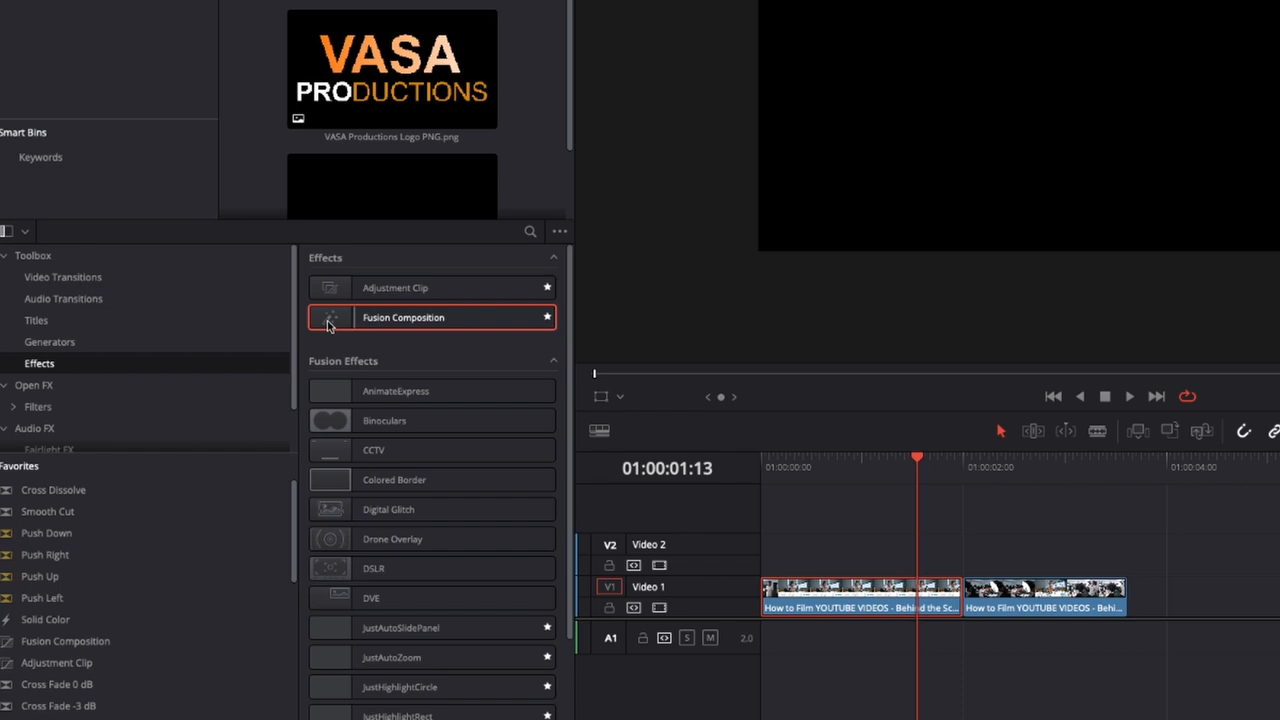 VASA
PRODUCTIONS
VASA Productions Logo PNG.png
Smart Bins
Keywords
Toolbox
Video Transitions
Audio Transitions
Titles
Generators
Effects
Open FX
Filters
Audio FX
Fairlight FX
Favorites
Cross Dissolve
Smooth Cut
Push Down
Push Right
Push Up
Push Left
Solid Color
Fusion Composition
Adjustment Clip
Cross Fade 0 dB
Cross Fade -3 dB
Effects
Adjustment Clip
Fusion Composition
Fusion Effects
AnimateExpress
Binoculars
CCTV
Colored Border
Digital Glitch
Drone Overlay
DSLR
DVE
JustAutoSlidePanel
JustAutoZoom
JustHighlightCircle
JustHighlightRect
01:00:01:13
01:00:00:00
01:00:02:00
01:00:04:00
V2 Video 2
V1 Video 1
How to Film YOUTUBE VIDEOS - Behind the Sc...
How to Film YOUTUBE VIDEOS - Behi...
A1 S M 2.0